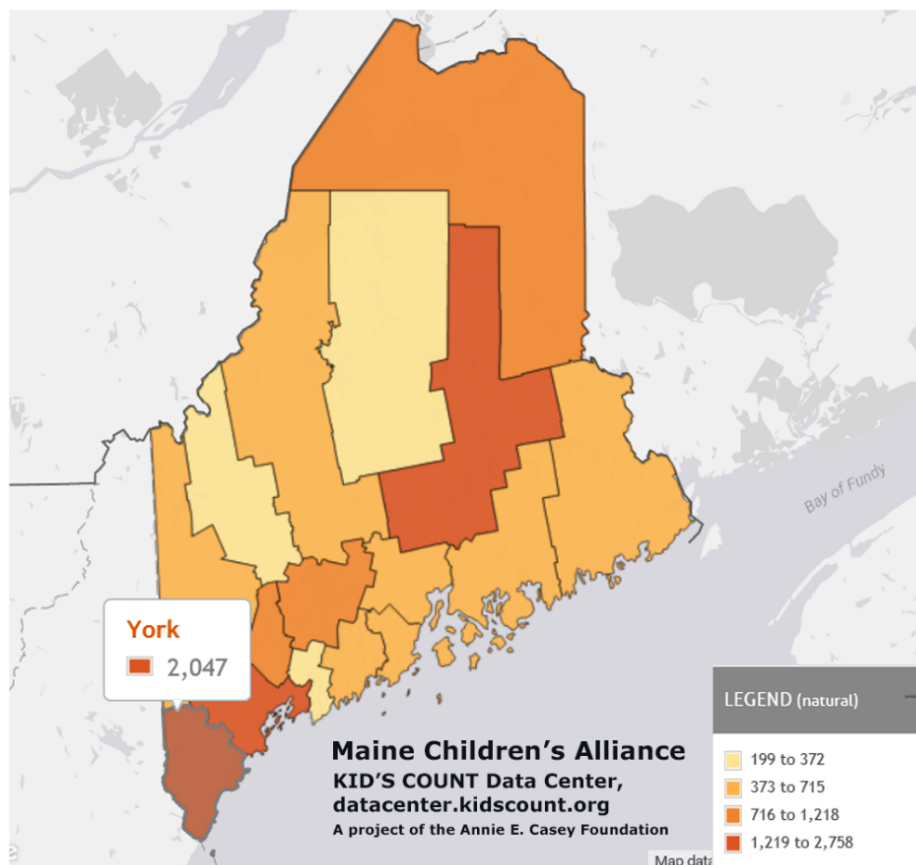 York
2,047
Bay of Fundy
LEGEND (natural)
199 to 372
373 to 715
716 to 1,218
1,219 to 2,758
Maine Children’s Alliance
KID’S COUNT Data Center,
datacenter.kidscount.org
A project of the Annie E. Casey Foundation
Map data